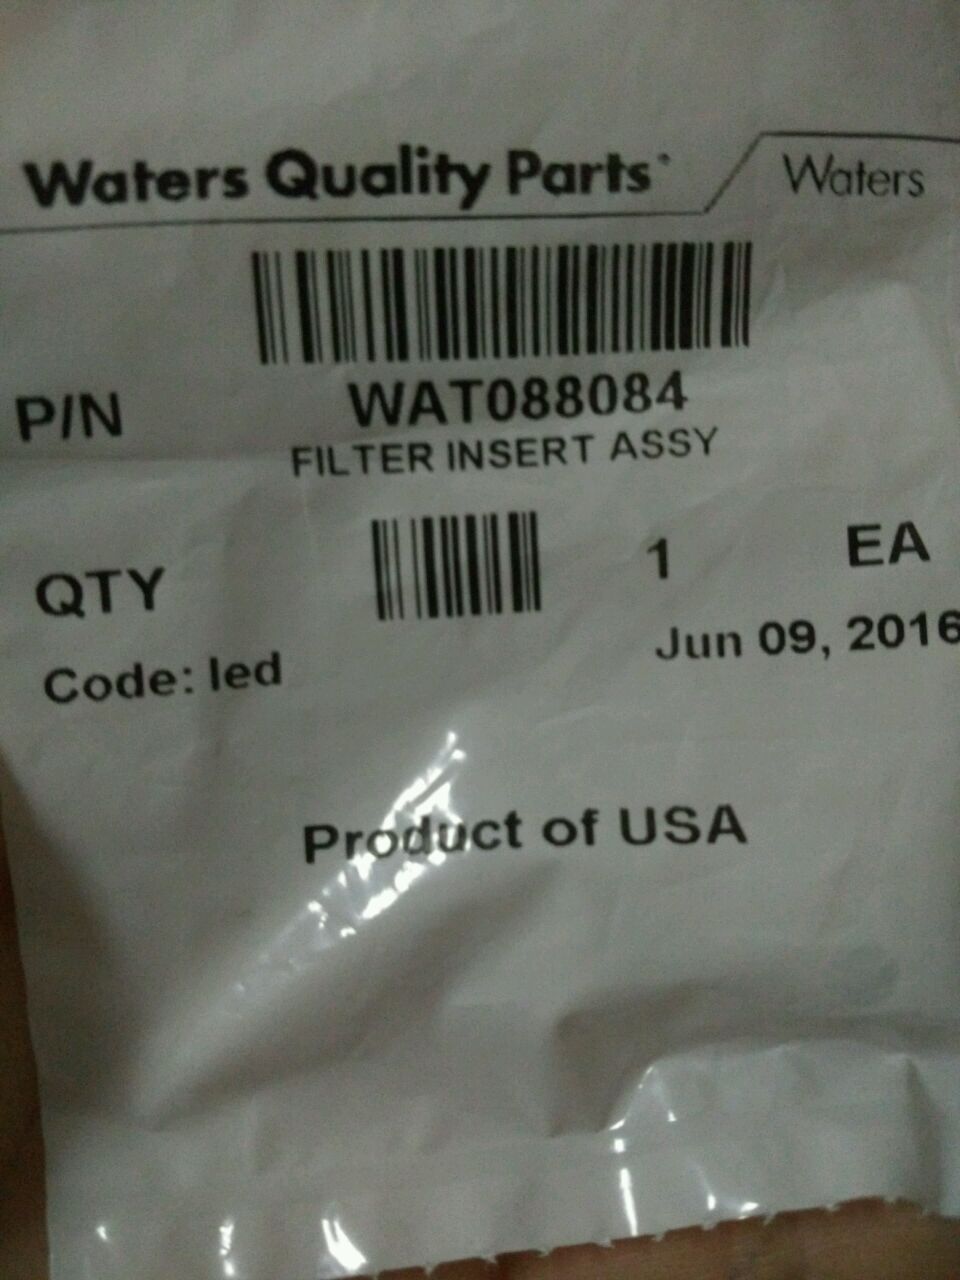 Waters Quality Parts
Waters
P/N WAT088084
FILTER INSERT ASSY
QTY 1 EA
Code: led Jun 09, 2016
Product of USA